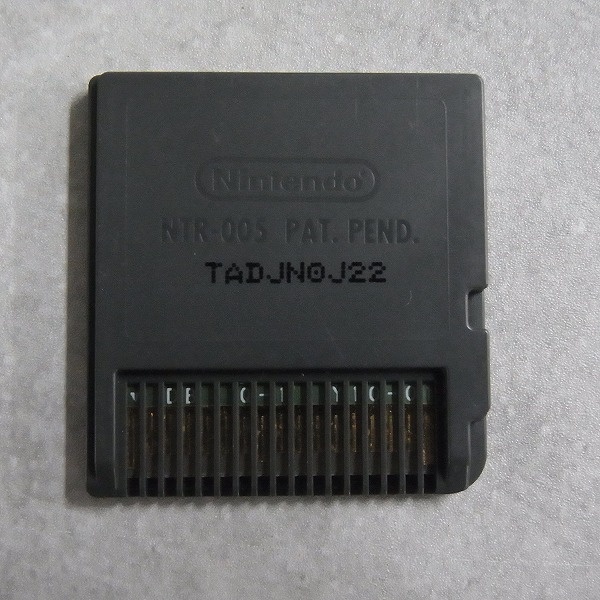 Nintendo
NTR-005 PAT. PEND.
TADJN0J22